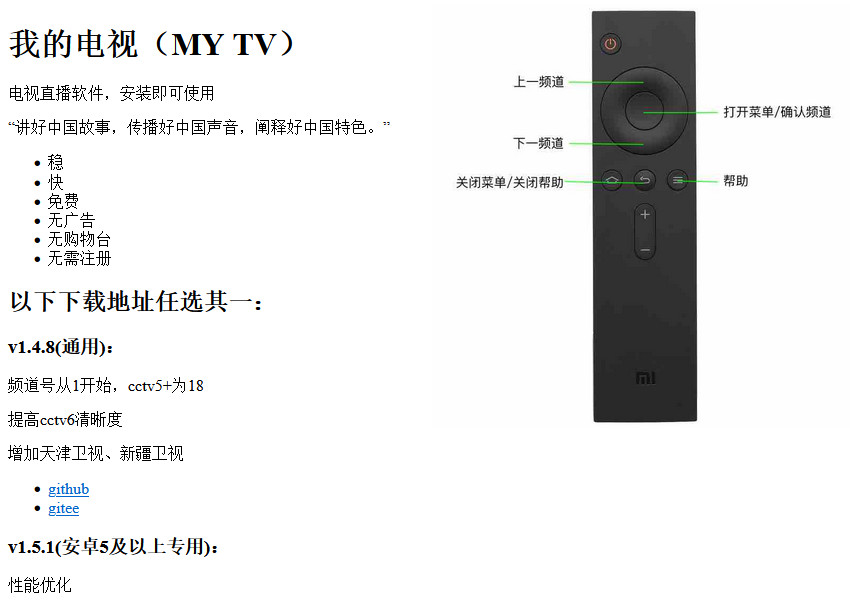 我的电视（MY TV）
电视直播软件，安装即可使用
“讲好中国故事，传播好中国声音，阐释好中国特色。”
稳
快
免费
无广告
无购物台
无需注册
以下下载地址任选其一：
v1.4.8(通用)：
频道号从1开始，cctv5+为18
提高cctv6清晰度
增加天津卫视、新疆卫视
github
gitee
v1.5.1(安卓5及以上专用)：
性能优化
上一频道
打开菜单/确认频道
下一频道
关闭菜单/关闭帮助
帮助
+
−
mi